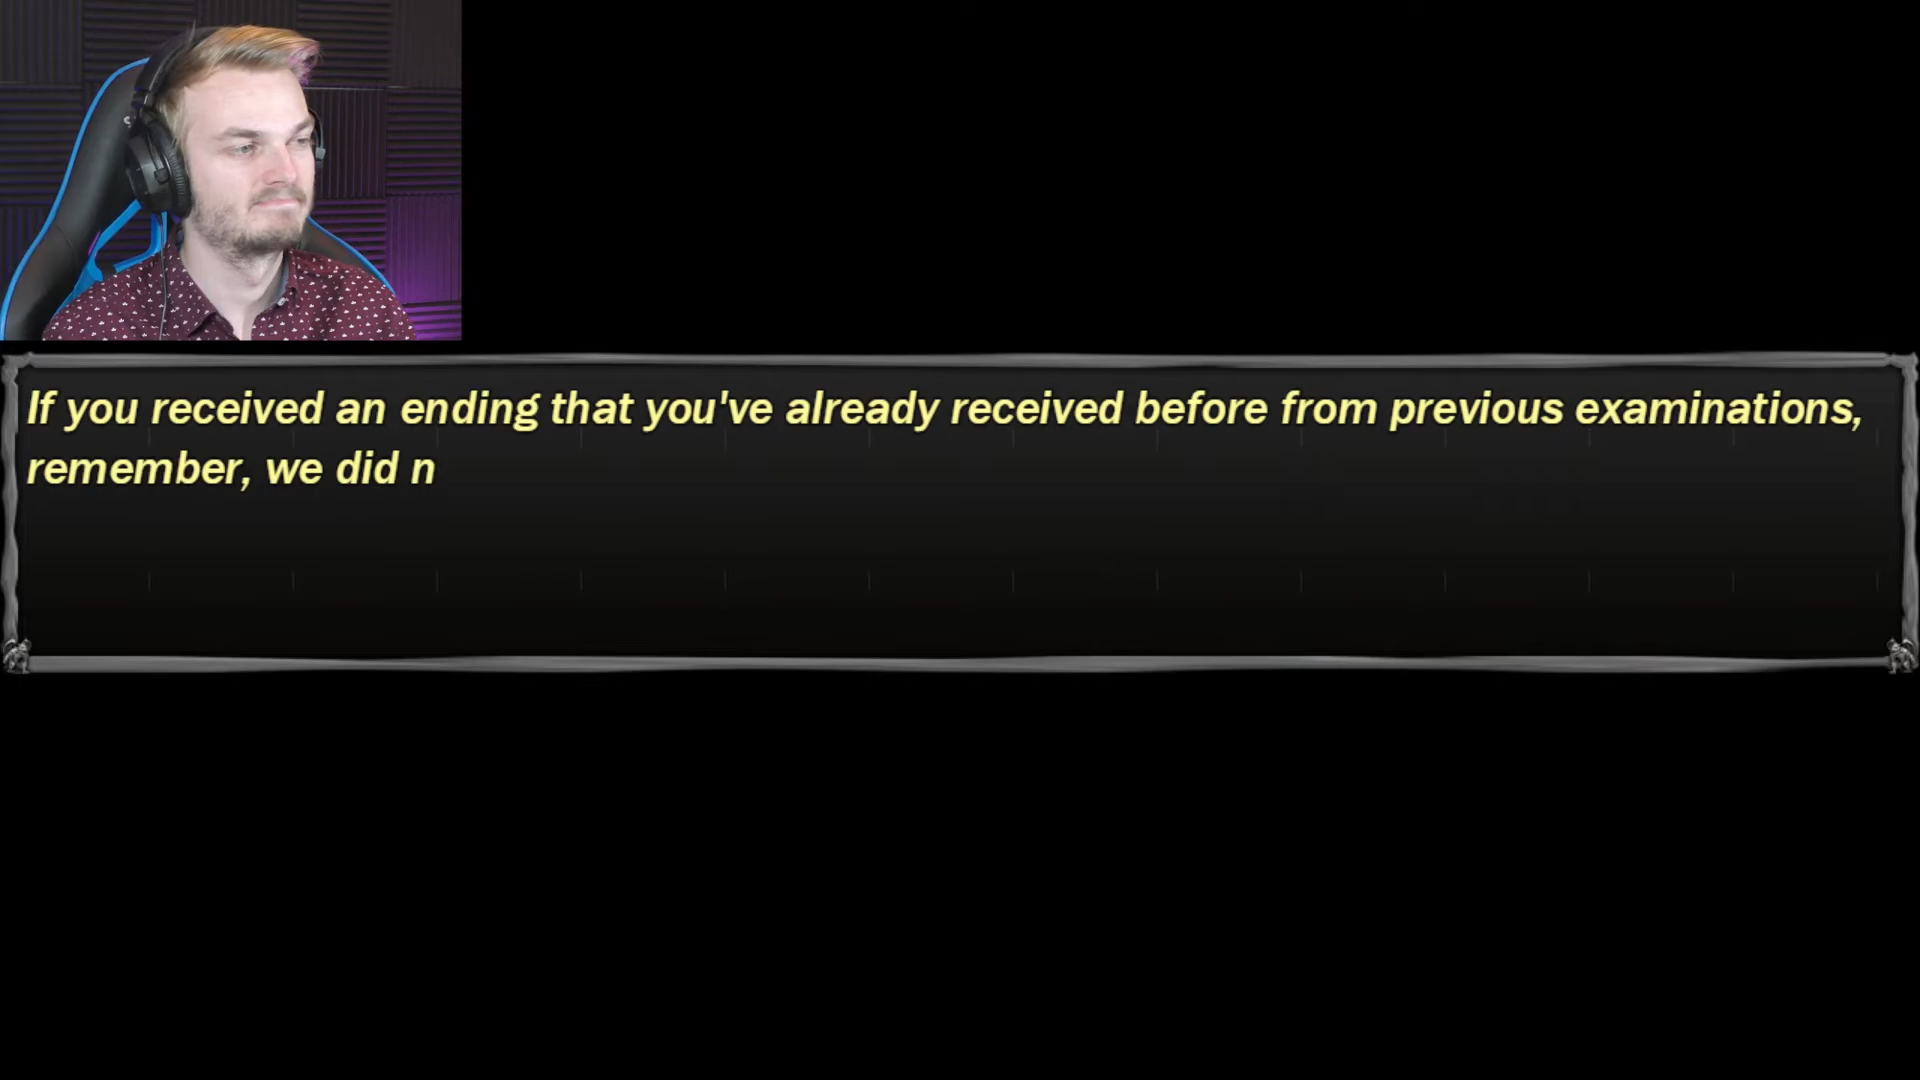 If you received an ending that you've already received before from previous examinations,
remember, we did n